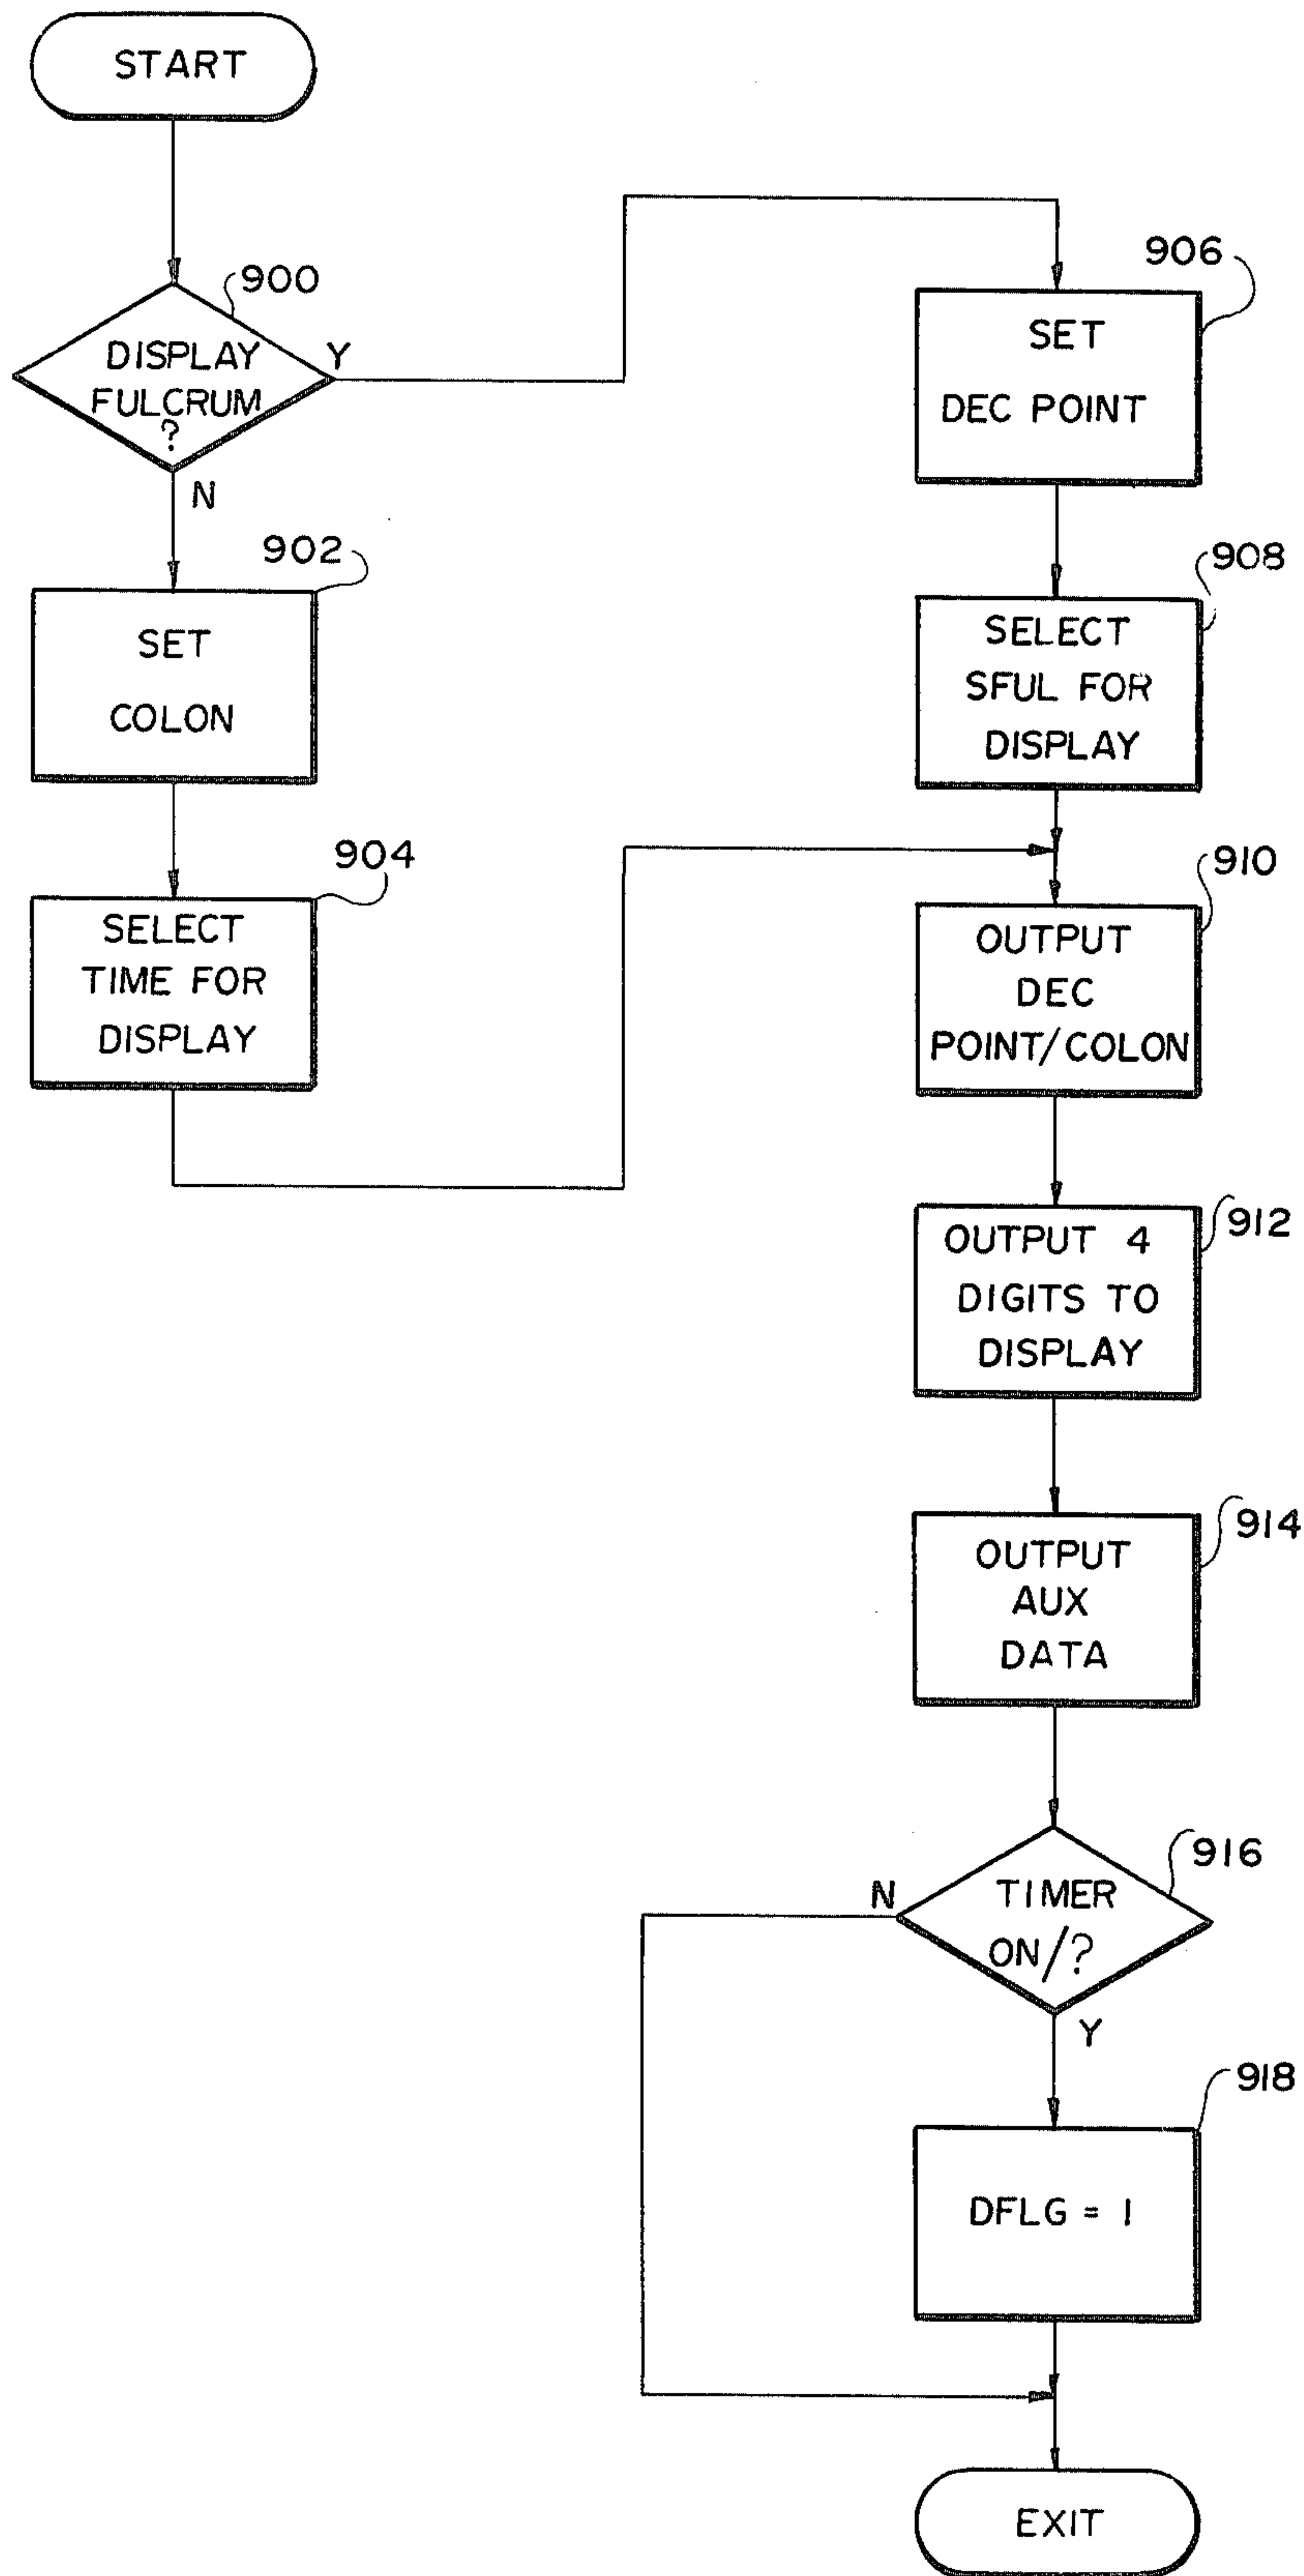 START
900
DISPLAY
FULCRUM
?
Y
N
902
SET
COLON
904
SELECT
TIME FOR
DISPLAY
906
SET
DEC POINT
908
SELECT
SFUL FOR
DISPLAY
910
OUTPUT
DEC
POINT/COLON
912
OUTPUT 4
DIGITS TO
DISPLAY
914
OUTPUT
AUX
DATA
916
TIMER
ON/?
N
Y
918
DFLG = 1
EXIT